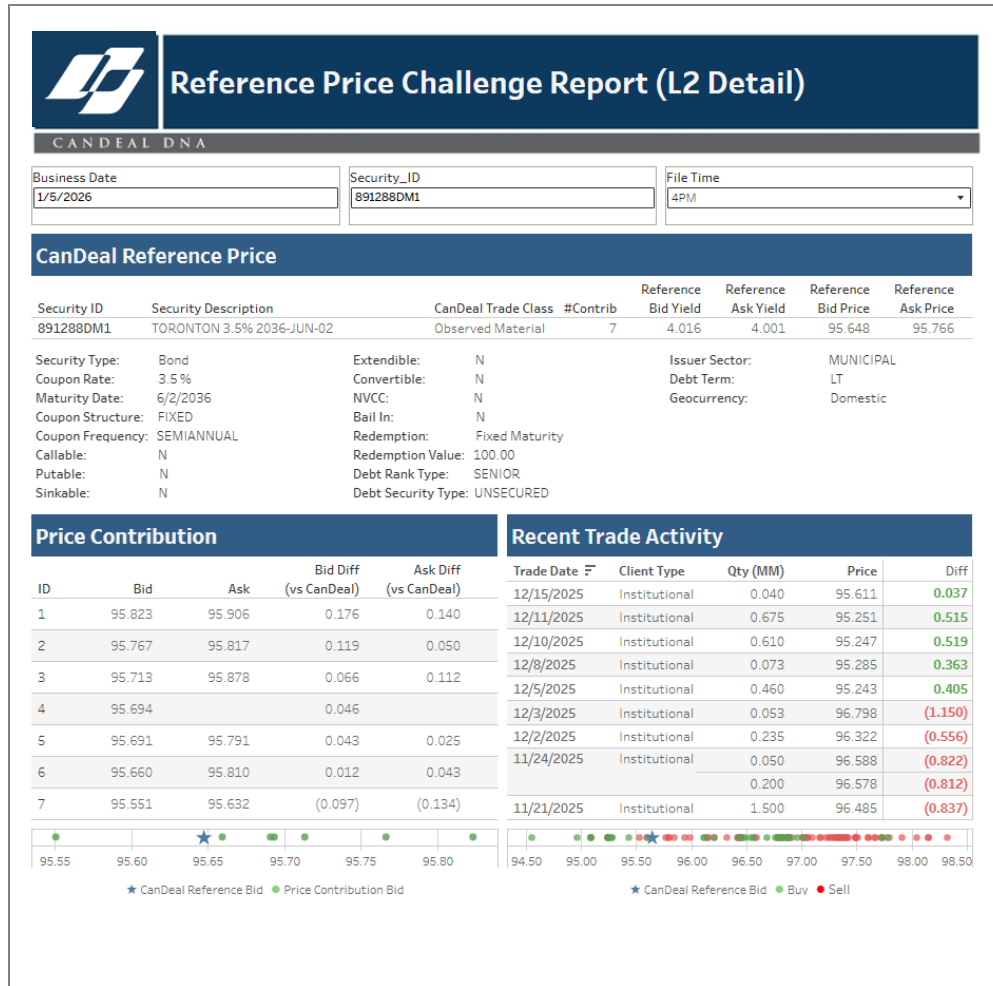 Reference Price Challenge Report (L2 Detail)
CANDEAL DNA
Business Date Security_ID File Time
1/5/2026 891288DM1 4PM
CanDeal Reference Price
Reference Reference Reference Reference
Security ID Security Description CanDeal Trade Class #Contrib Bid Yield Ask Yield Bid Price Ask Price
891288DM1 TORONTON 3.5% 2036-JUN-02 Observed Material 7 4.016 4.001 95.648 95.766
Security Type: Bond Extendible: N Issuer Sector: MUNICIPAL
Coupon Rate: 3.5% Convertible: N Debt Term: LT
Maturity Date: 6/2/2036 NVCC: N Geocurrency: Domestic
Coupon Structure: FIXED Bail In: N
Coupon Frequency: SEMIANNUAL Redemption: Fixed Maturity
Callable: N Redemption Value: 100.00
Putable: N Debt Rank Type: SENIOR
Sinkable: N Debt Security Type: UNSECURED
Price Contribution
Bid Diff Ask Diff
ID Bid Ask (vs CanDeal) (vs CanDeal)
1 95.823 95.906 0.176 0.140
2 95.767 95.817 0.119 0.050
3 95.713 95.878 0.066 0.112
4 95.694 0.046
5 95.691 95.791 0.043 0.025
6 95.660 95.810 0.012 0.043
7 95.551 95.632 (0.097) (0.134)
95.55 95.60 95.65 95.70 95.75 95.80
CanDeal Reference Bid Price Contribution Bid
Recent Trade Activity
Trade Date Client Type Qty (MM) Price Diff
12/15/2025 Institutional 0.040 95.611 0.037
12/11/2025 Institutional 0.675 95.251 0.515
12/10/2025 Institutional 0.610 95.247 0.519
12/8/2025 Institutional 0.073 95.285 0.363
12/5/2025 Institutional 0.460 95.243 0.405
12/3/2025 Institutional 0.053 96.798 (1.150)
12/2/2025 Institutional 0.235 96.322 (0.556)
11/24/2025 Institutional 0.050 96.588 (0.822)
0.200 96.578 (0.812)
11/21/2025 Institutional 1.500 96.485 (0.837)
94.50 95.00 95.50 96.00 96.50 97.00 97.50 98.00 98.50
CanDeal Reference Bid Buy Sell